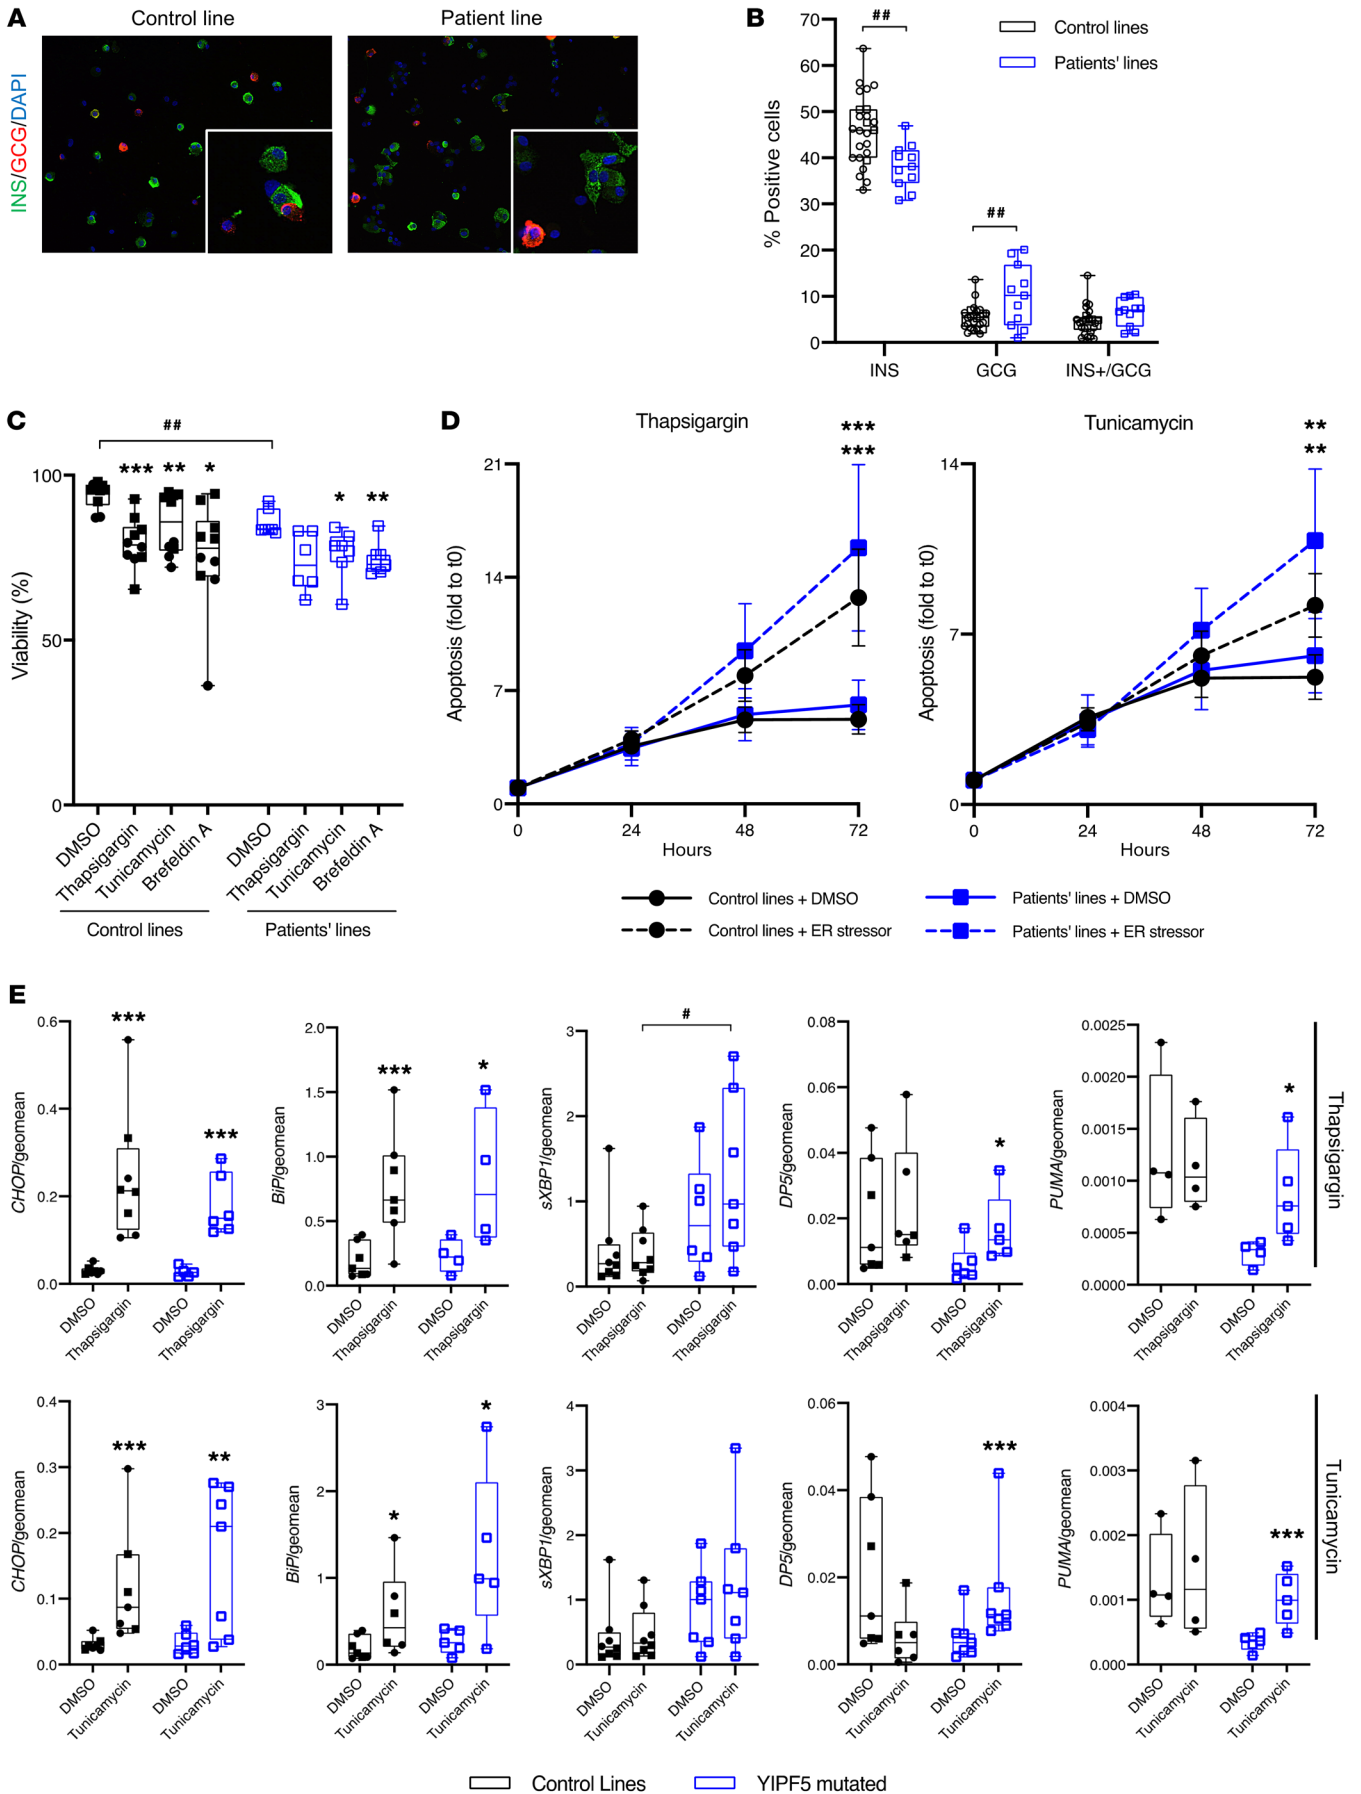 A
Control line
Patient line
INS/GCG/DAPI
B
% Positive cells
70
60
50
40
30
20
10
0
##
##
Control lines
Patients' lines
INS
GCG
INS+/GCG
C
Viability (%)
100
50
0
##
*** ** * * **
DMSO
Thapsigargin
Tunicamycin
Brefeldin A
DMSO
Thapsigargin
Tunicamycin
Brefeldin A
Control lines
Patients' lines
D
Thapsigargin
***
***
Apoptosis (fold to t0)
21
14
7
0
0 24 48 72
Hours
Tunicamycin
**
**
Apoptosis (fold to t0)
14
7
0
0 24 48 72
Hours
Control lines + DMSO
Patients' lines + DMSO
Control lines + ER stressor
Patients' lines + ER stressor
E
CHOP/geomean
0.6
0.4
0.2
0.0
***
***
DMSO
Thapsigargin
DMSO
Thapsigargin
BiP/geomean
2.0
1.5
1.0
0.5
0.0
***
*
DMSO
Thapsigargin
DMSO
Thapsigargin
sXBP1/geomean
3
2
1
0
#
DMSO
Thapsigargin
DMSO
Thapsigargin
DP5/geomean
0.08
0.06
0.04
0.02
0.00
*
DMSO
Thapsigargin
DMSO
Thapsigargin
PUMA/geomean
0.0025
0.0020
0.0015
0.0010
0.0005
0.0000
*
DMSO
Thapsigargin
DMSO
Thapsigargin
Thapsigargin
CHOP/geomean
0.4
0.3
0.2
0.1
0.0
***
**
DMSO
Tunicamycin
DMSO
Tunicamycin
BiP/geomean
3
2
1
0
*
*
DMSO
Tunicamycin
DMSO
Tunicamycin
sXBP1/geomean
4
3
2
1
0
DMSO
Tunicamycin
DMSO
Tunicamycin
DP5/geomean
0.06
0.04
0.02
0.00
***
DMSO
Tunicamycin
DMSO
Tunicamycin
PUMA/geomean
0.004
0.003
0.002
0.001
0.000
***
DMSO
Tunicamycin
DMSO
Tunicamycin
Tunicamycin
Control Lines
YIPF5 mutated